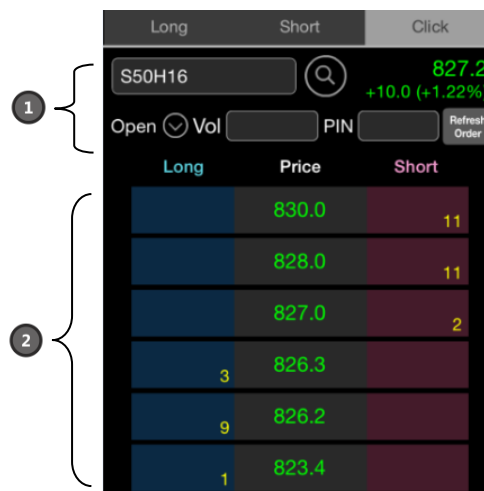 Long Short Click
S50H16 827.2
+10.0 (+1.22%)
1
Open Vol PIN Refresh
Order
Long Price Short
830.0 11
828.0 11
827.0 2
2
3 826.3
9 826.2
1 823.4